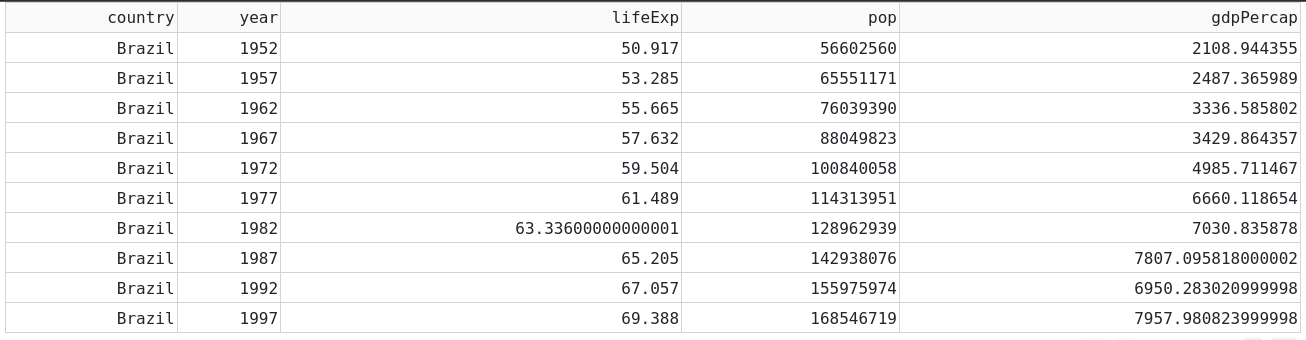 country year lifeExp pop gdpPercap
Brazil 1952 50.917 56602560 2108.944355
Brazil 1957 53.285 65551171 2487.365989
Brazil 1962 55.665 76039390 3336.585802
Brazil 1967 57.632 88049823 3429.864357
Brazil 1972 59.504 100840058 4985.711467
Brazil 1977 61.489 114313951 6660.118654
Brazil 1982 63.33600000000001 128962939 7030.835878
Brazil 1987 65.205 142938076 7807.095818000002
Brazil 1992 67.057 155975974 6950.283020999998
Brazil 1997 69.388 168546719 7957.980823999998